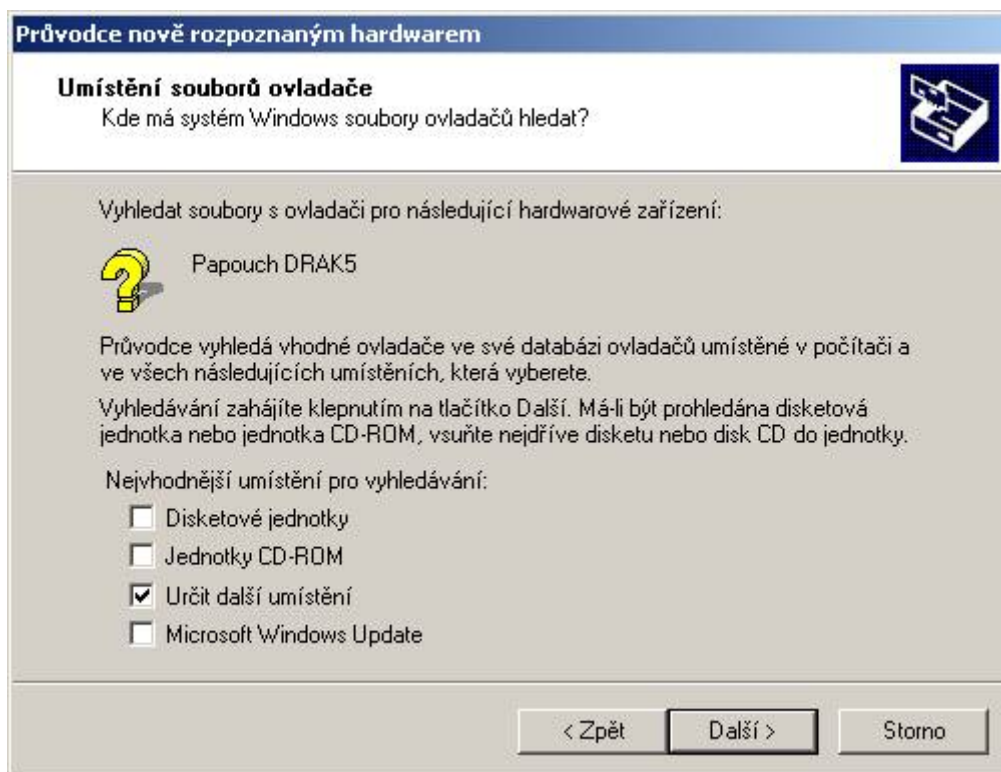 Průvodce nově rozpoznaným hardwarem
Umístění souborů ovladače
Kde má systém Windows soubory ovladačů hledat?
Vyhledat soubory s ovladači pro následující hardwarové zařízení:
Papouch DRAK5
Průvodce vyhledá vhodné ovladače ve své databázi ovladačů umístěné v počítači a
ve všech následujících umístěních, která vyberete.
Vyhledávání zahájíte klepnutím na tlačítko Další. Má-li být prohledána disketová
jednotka nebo jednotka CD-ROM, vsuňte nejdříve disketu nebo disk CD do jednotky.
Nejvhodnější umístění pro vyhledávání:
Disketové jednotky
Jednotky CD-ROM
Určit další umístění
Microsoft Windows Update
< Zpět
Další >
Storno